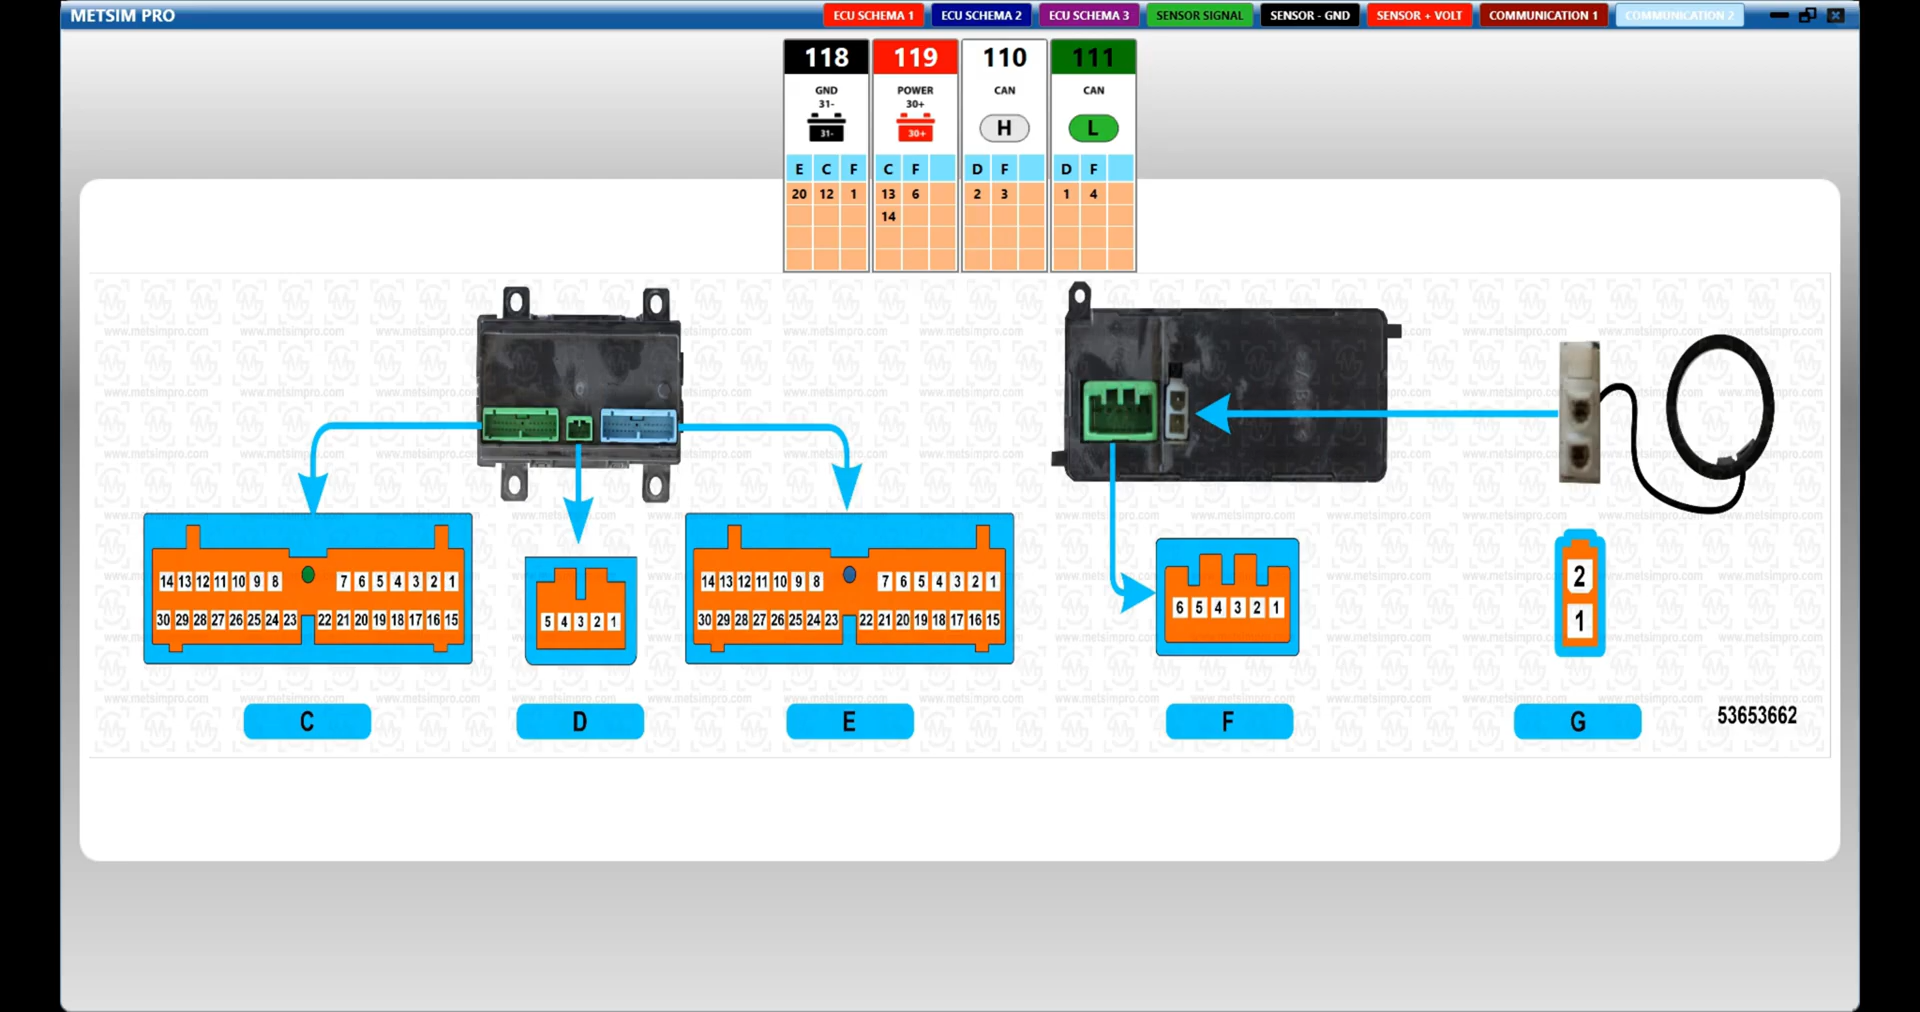 METSIM PRO
ECU SCHEMA 1 ECU SCHEMA 2 ECU SCHEMA 3 SENSOR SIGNAL SENSOR - GND SENSOR + VOLT COMMUNICATION 1 COMMUNICATION 2
118 119 110 111
GND POWER CAN CAN
31- 30+
31- 30+ H L
E C F C F D F D F
20 12 1 13 6 2 3 1 4
14
14 13 12 11 10 9 8 7 6 5 4 3 2 1
30 29 28 27 26 25 24 23 22 21 20 19 18 17 16 15
5 4 3 2 1
14 13 12 11 10 9 8 7 6 5 4 3 2 1
30 29 28 27 26 25 24 23 22 21 20 19 18 17 16 15
6 5 4 3 2 1
2
1
C D E F G
53653662
www.metsimpro.com